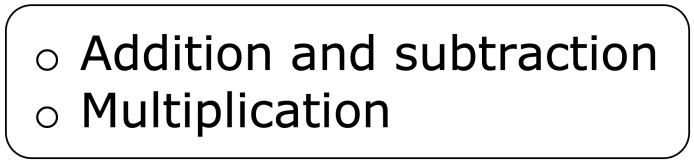 ○ Addition and subtraction
○ Multiplication